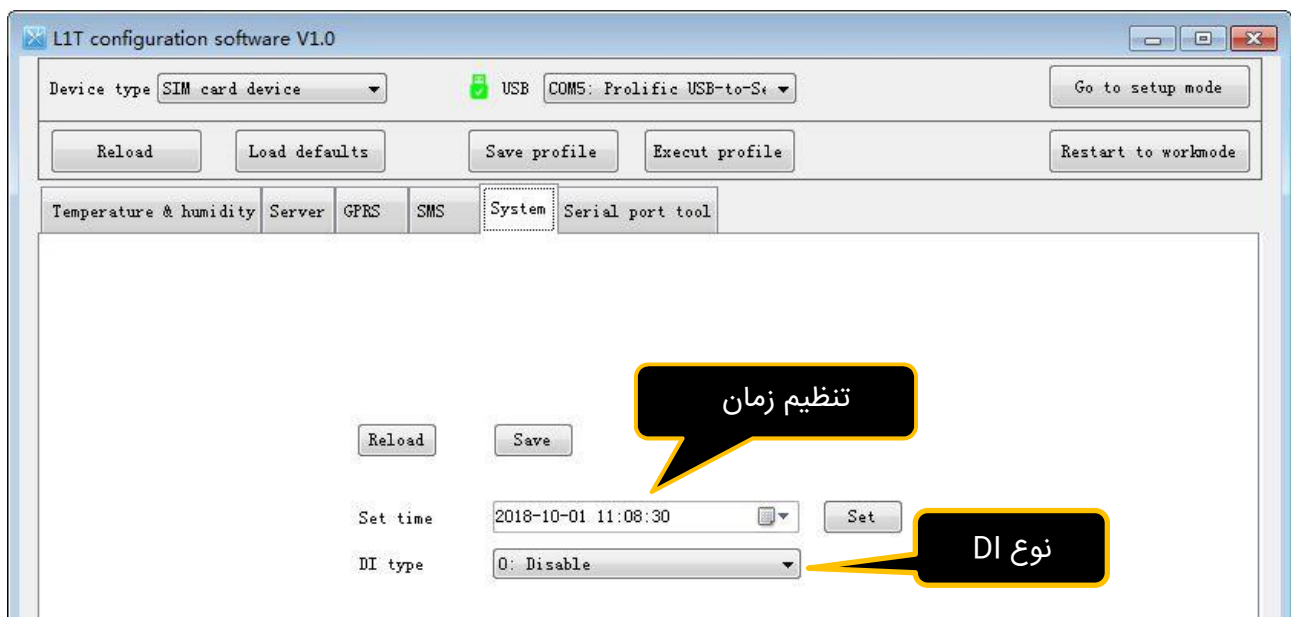 L1T configuration software V1.0
Device type SIM card device USB COM5: Prolific USB-to-Se Go to setup mode
Reload Load defaults Save profile Execut profile Restart to workmode
Temperature & humidity Server GPRS SMS System Serial port tool
تنظیم زمان
Reload Save
Set time 2018-10-01 11:08:30 Set
نوع DI
DI type 0: Disable